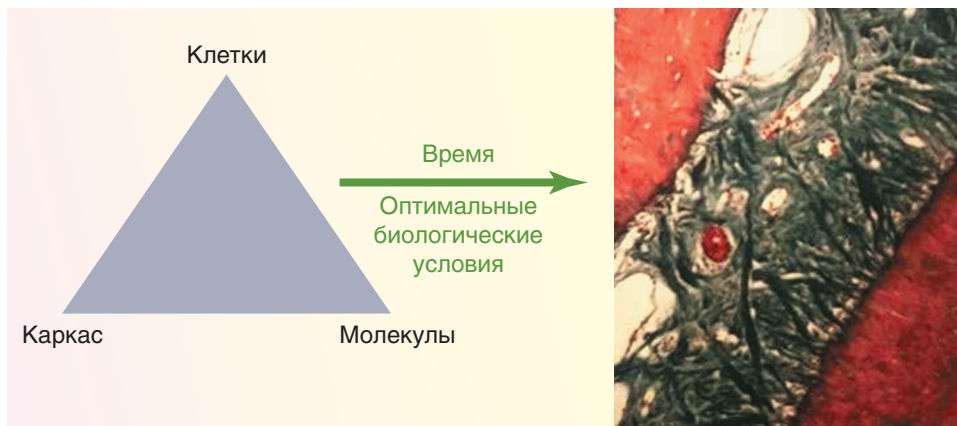 Клетки
Время
Оптимальные
биологические
условия
Каркас
Молекулы